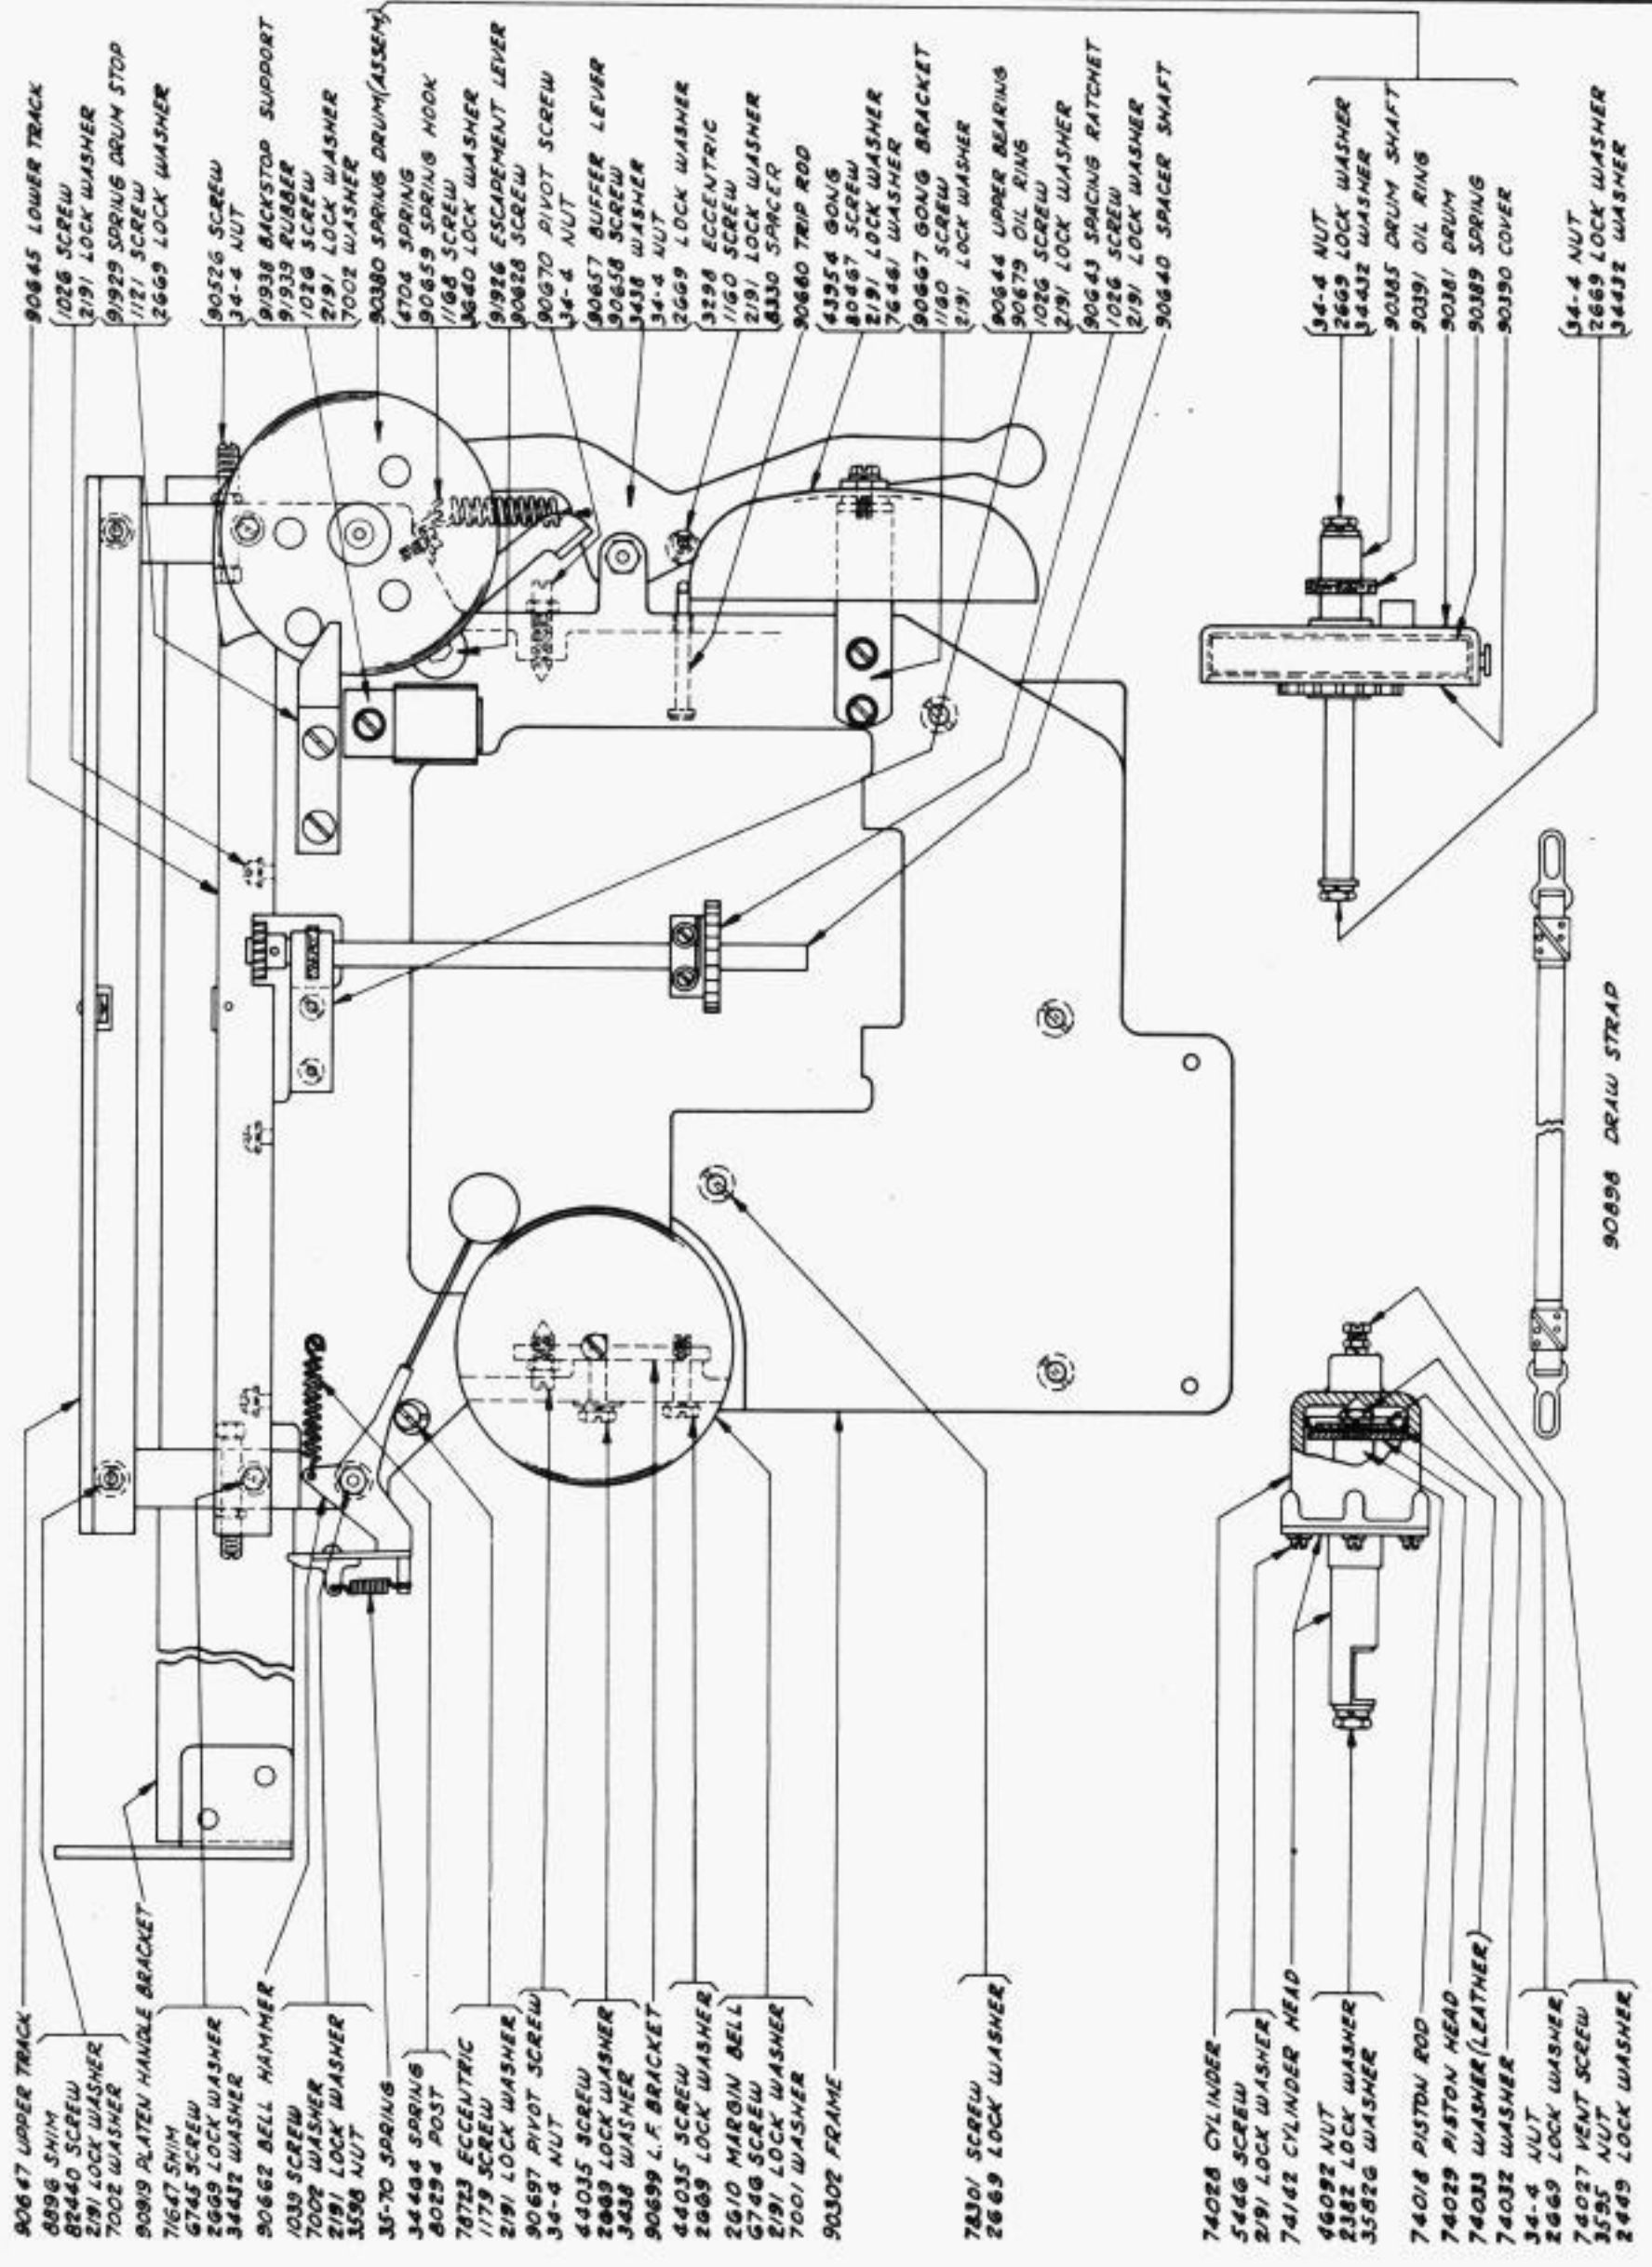 90645 LOWER TRACK
1026 SCREW
2191 LOCK WASHER
91929 SPRING DRUM STOP
1121 SCREW
2669 LOCK WASHER
90526 SCREW
34-4 NUT
91938 BACKSTOP SUPPORT
91939 RUBBER
1026 SCREW
2191 LOCK WASHER
7002 WASHER
90380 SPRING DRUM (ASSEM)
4704 SPRING
90659 SPRING HOOK
1168 SCREW
3640 LOCK WASHER
91926 ESCAPEMENT LEVER
90628 SCREW
90670 PIVOT SCREW
34-4 NUT
90657 BUFFER LEVER
90658 SCREW
3438 WASHER
34-4 NUT
2669 LOCK WASHER
3298 ECCENTRIC
1160 SCREW
2191 LOCK WASHER
8330 SPACER
90680 TRIP ROD
43954 GONG
80467 SCREW
2191 LOCK WASHER
76461 WASHER
90667 GONG BRACKET
1160 SCREW
2191 LOCK WASHER
90644 UPPER BEARING
90679 OIL RING
1026 SCREW
2191 LOCK WASHER
90643 SPACING RATCHET
1026 SCREW
2191 LOCK WASHER
90640 SPACER SHAFT
34-4 NUT
2669 LOCK WASHER
34432 WASHER
90385 DRUM SHAFT
90391 OIL RING
90381 DRUM
90389 SPRING
90390 COVER
34-4 NUT
2669 LOCK WASHER
34432 WASHER
90898 DRAW STRAP
90647 UPPER TRACK
8896 SHIM
82440 SCREW
2191 LOCK WASHER
7002 WASHER
90919 PLATEN HANDLE BRACKET
71647 SHIM
6745 SCREW
2669 LOCK WASHER
34432 WASHER
90662 BELL HAMMER
1039 SCREW
7002 WASHER
2191 LOCK WASHER
3598 NUT
35-70 SPRING
34484 SPRING
80294 POST
78723 ECCENTRIC
1179 SCREW
2191 LOCK WASHER
90697 PIVOT SCREW
34-4 NUT
44035 SCREW
2669 LOCK WASHER
3438 WASHER
90699 L.F. BRACKET
44035 SCREW
2669 LOCK WASHER
2610 MARGIN BELL
6746 SCREW
2191 LOCK WASHER
7001 WASHER
90302 FRAME
78301 SCREW
2669 LOCK WASHER
74028 CYLINDER
5446 SCREW
2191 LOCK WASHER
74142 CYLINDER HEAD
46092 NUT
2382 LOCK WASHER
35826 WASHER
74018 PISTON ROD
74029 PISTON HEAD
74033 WASHER (LEATHER)
74032 WASHER
34-4 NUT
2669 LOCK WASHER
74027 VENT SCREW
3595 NUT
2449 LOCK WASHER